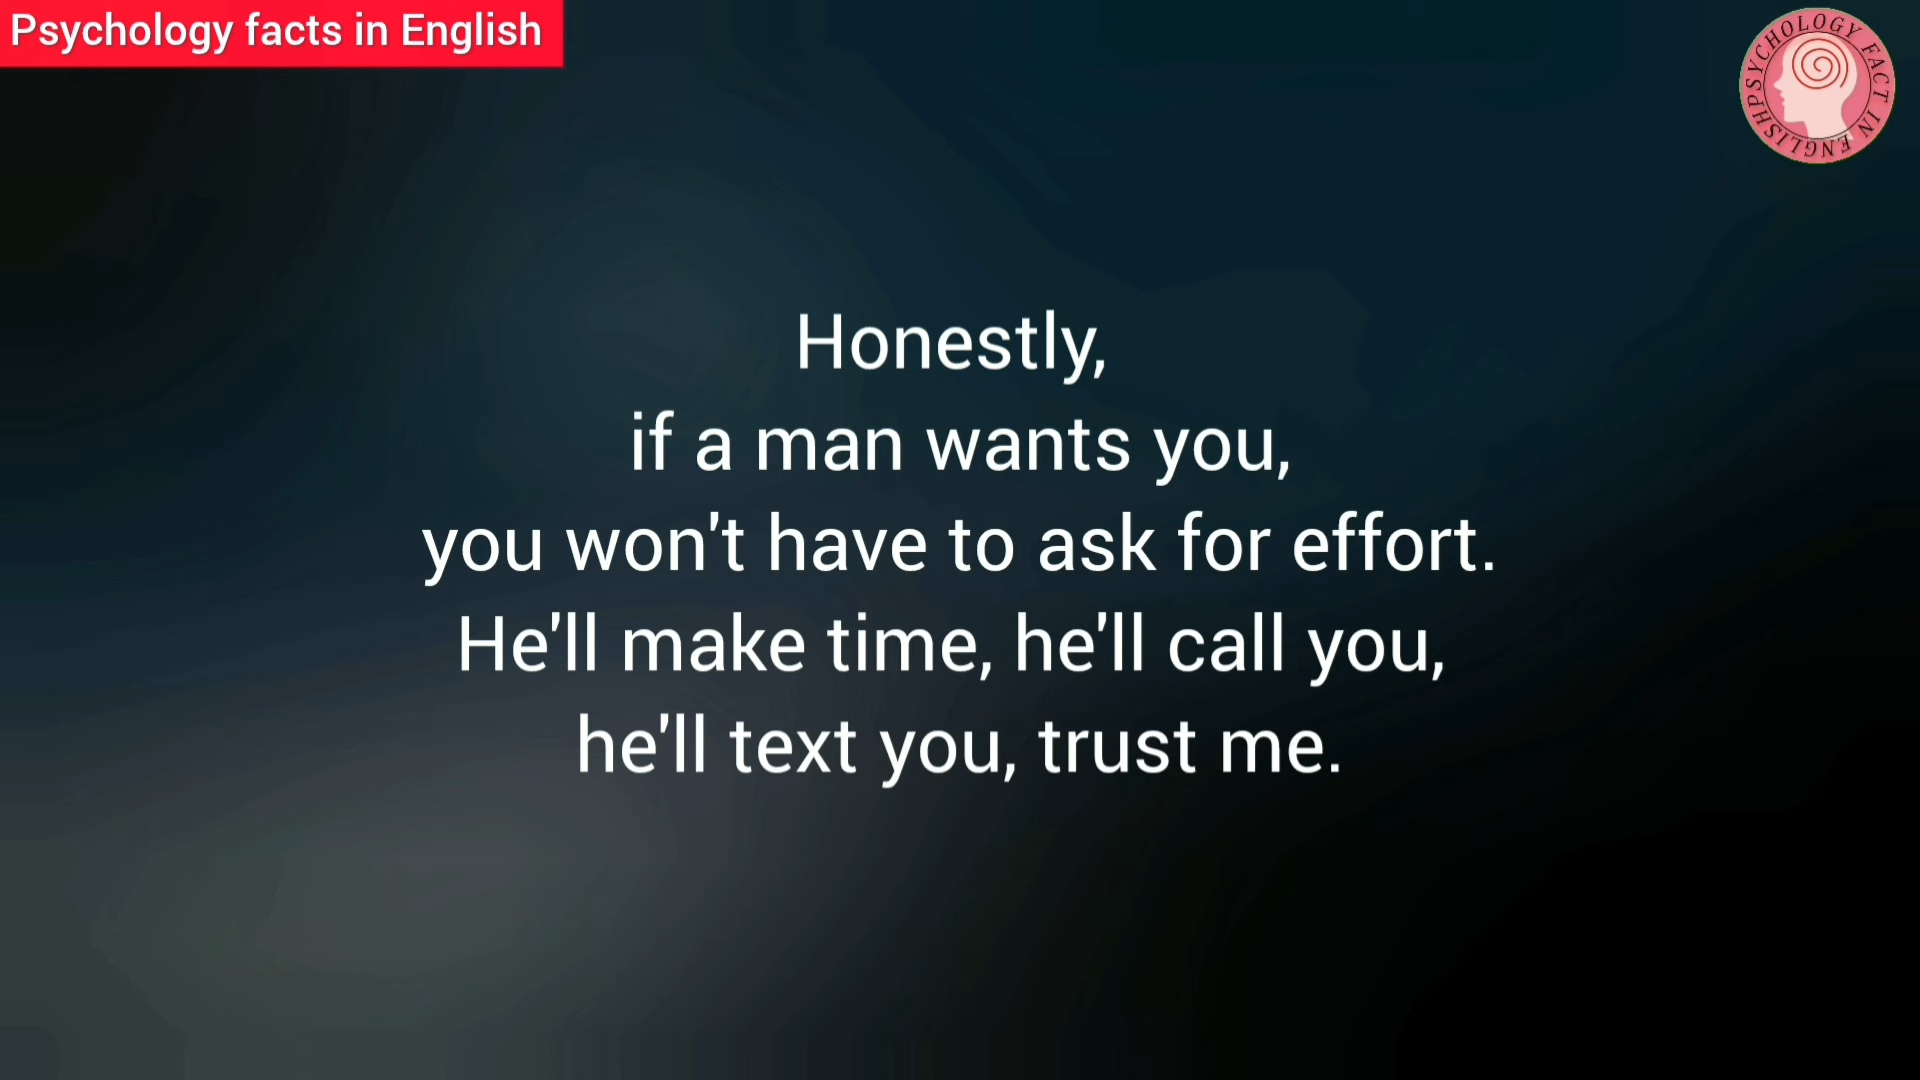 Psychology facts in English
PSYCHOLOGY FACT IN ENGLISH
Honestly,
if a man wants you,
you won't have to ask for effort.
He'll make time, he'll call you,
he'll text you, trust me.